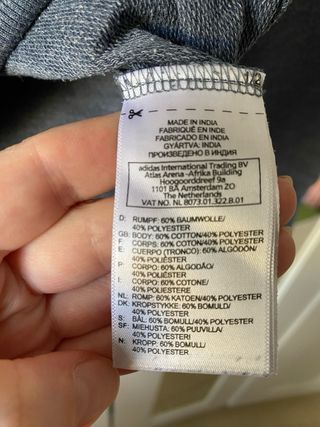 MADE IN INDIA
FABRIQUÉ EN INDE
FABRICADO EN INDIA
GYÁRTVA: INDIA
ПРОИЗВЕДЕНО В ИНДИЯ
adidas International Trading BV
Atlas Arena -Afrika Building
Hoogoorddreef 9a
1101 BA Amsterdam ZO
The Netherlands
VAT NO. NL 8073.01.322.B.01
D: RUMPF: 60% BAUMWOLLE/
40% POLYESTER
GB: BODY: 60% COTTON/40% POLYESTER
F: CORPS: 60% COTON/40% POLYESTER
E: CUERPO (TRONCO): 60% ALGODÓN/
40% POLIÉSTER
P: CORPO: 60% ALGODÃO/
40% POLIÉSTER
I: CORPO: 60% COTONE/
40% POLIESTERE
NL: ROMP: 60% KATOEN/40% POLYESTER
DK: KROPSTYKKE: 60% BOMULD/
40% POLYESTER
S: BÅL: 60% BOMULL/40% POLYESTER
SF: MIEHUSTA: 60% PUUVILLA/
40% POLYESTERI
N: KROPP: 60% BOMULL/
40% POLYESTER